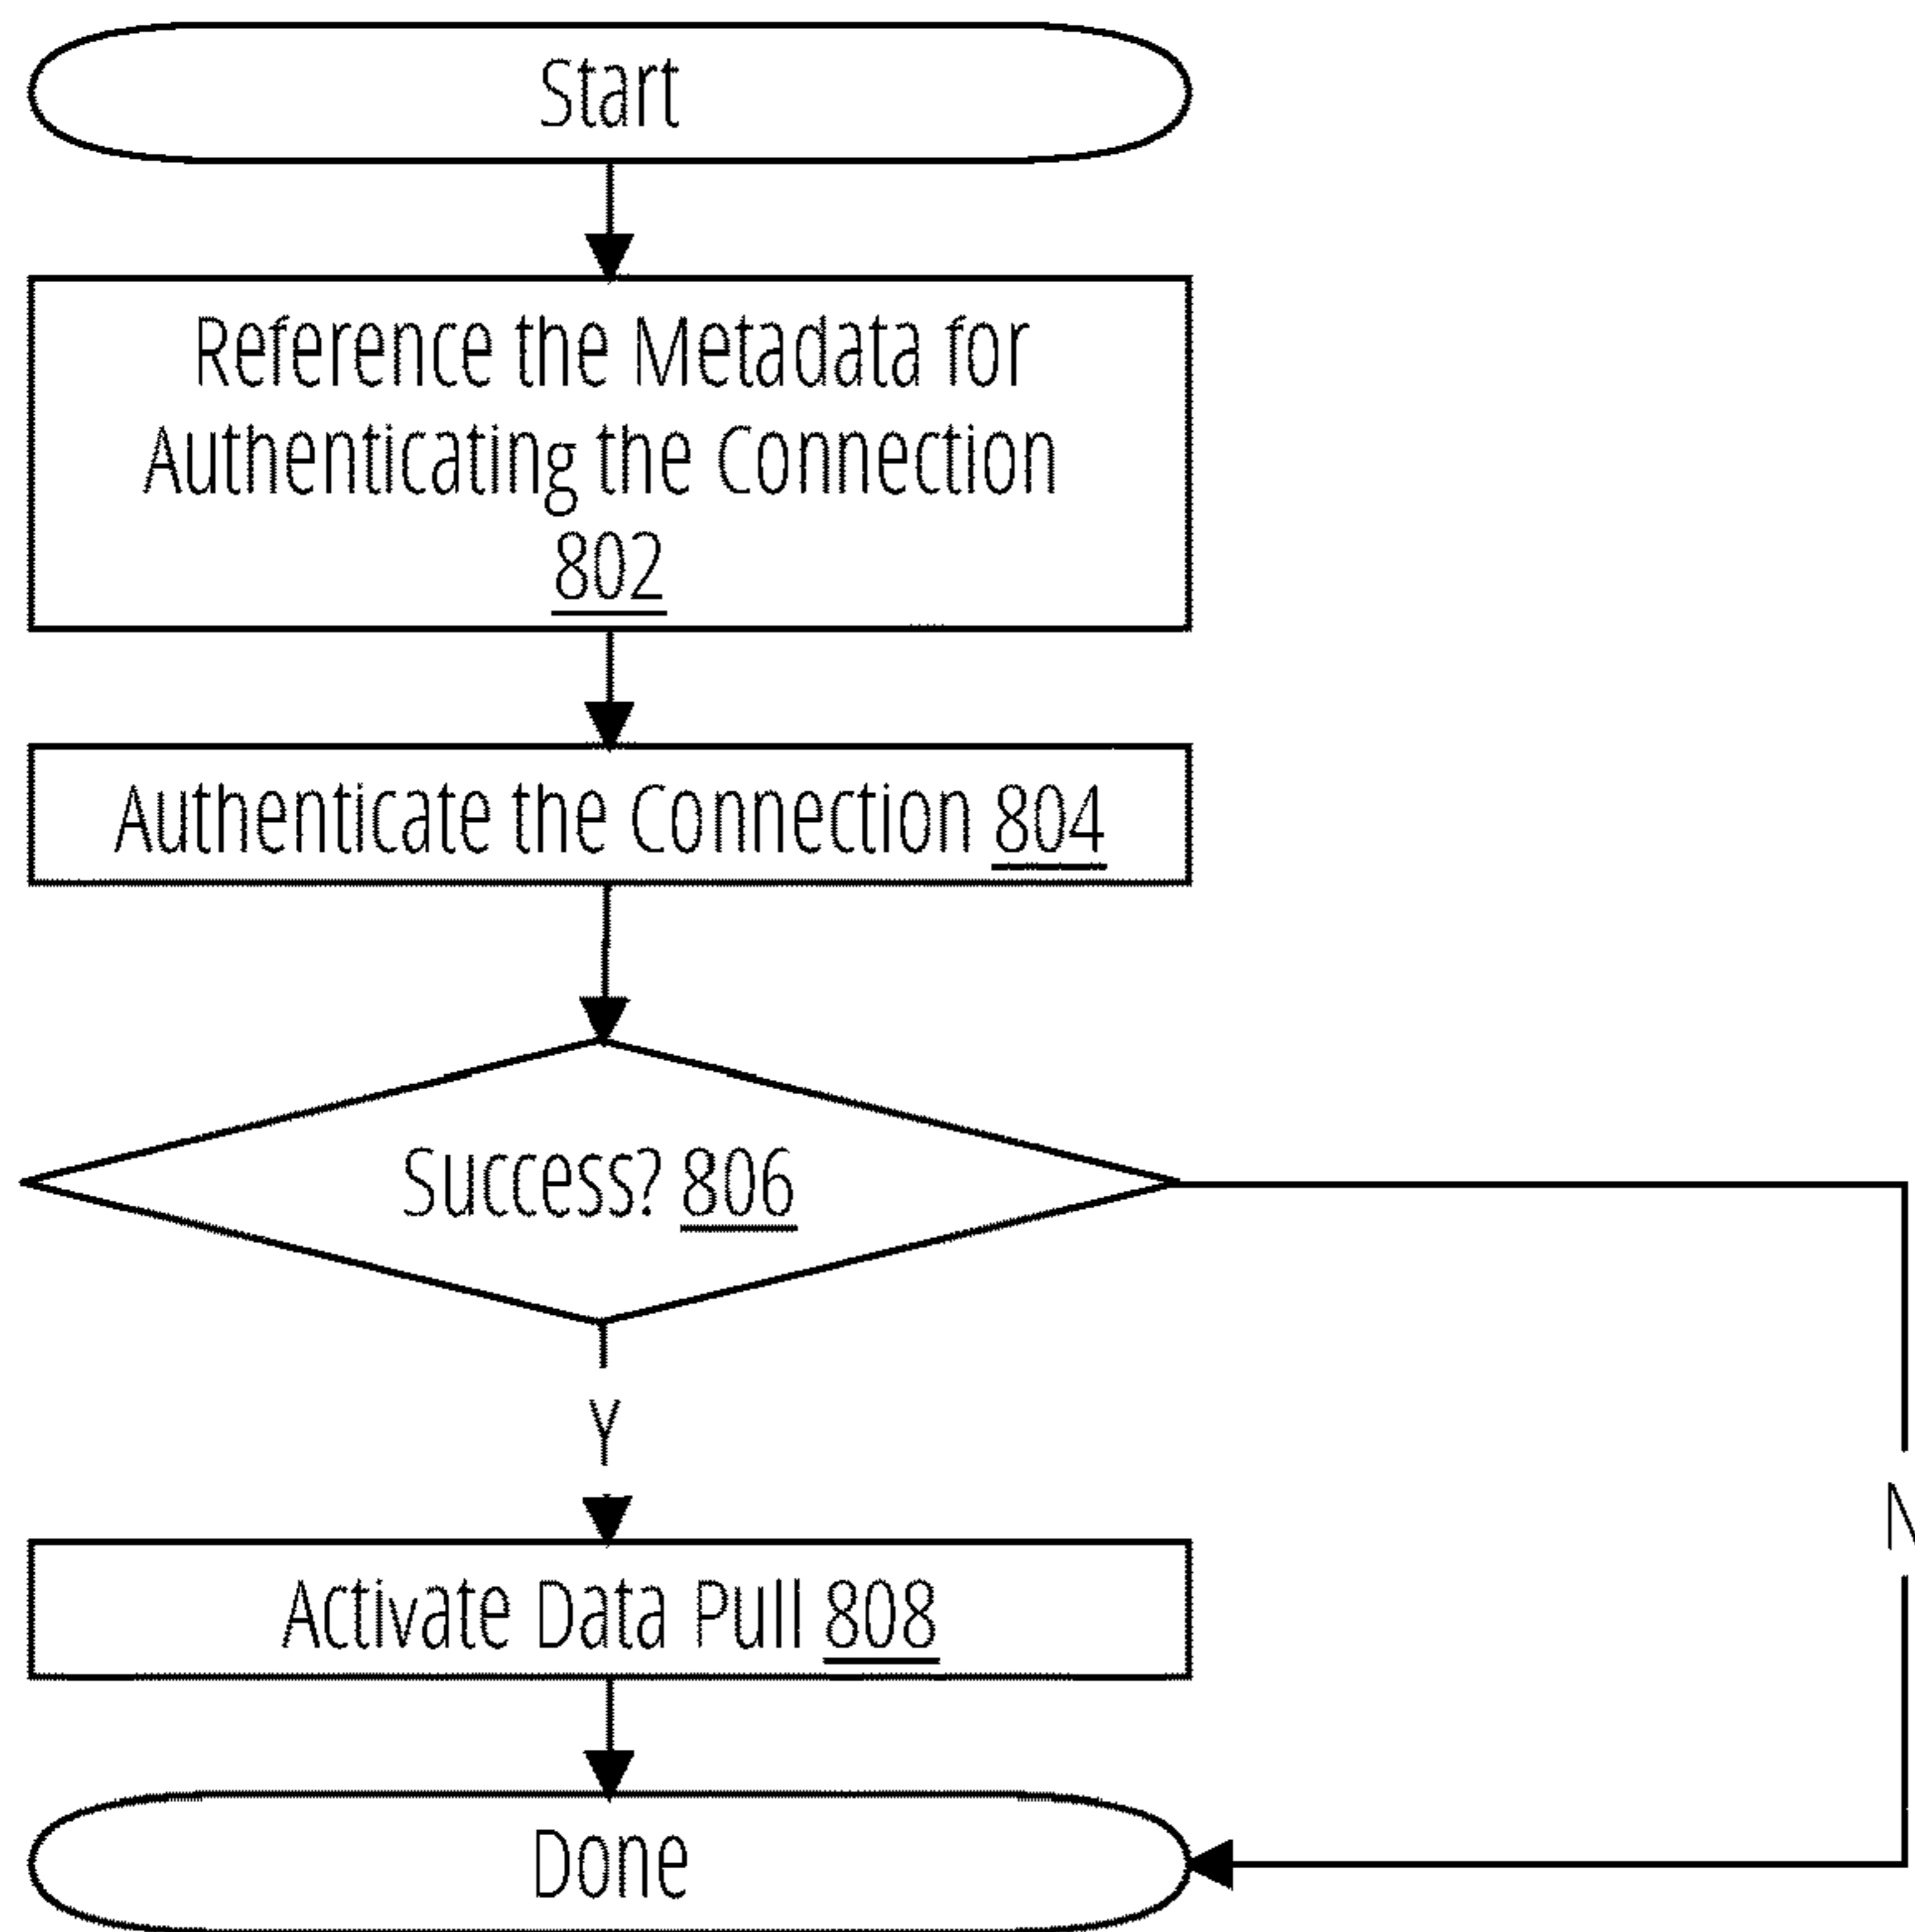 Start
Reference the Metadata for
Authenticating the Connection
802
Authenticate the Connection 804
Success? 806
Y
N
Activate Data Pull 808
Done